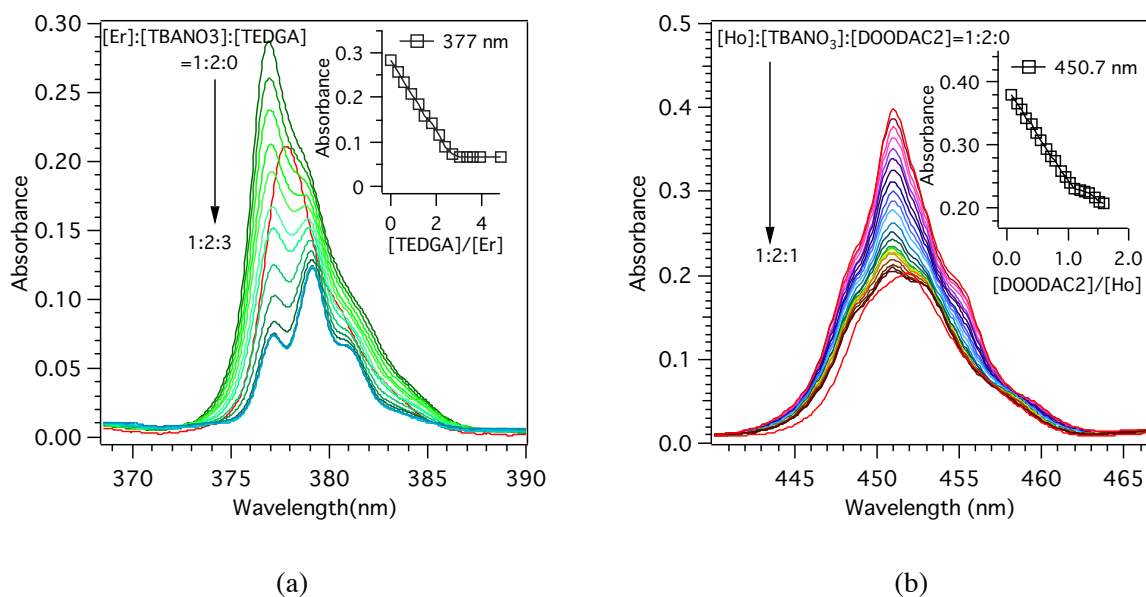 [Er]:[TBANO3]:[TEDGA]
=1:2:0
1:2:3
0.30
0.25
0.20
0.15
0.10
0.05
0.00
Absorbance
370
375
380
385
390
Wavelength(nm)
377 nm
0.3
0.2
0.1
0
Absorbance
0
2
4
[TEDGA]/[Er]
(a)
[Ho]:[TBANO₃]:[DOODAC2]=1:2:0
1:2:1
0.5
0.4
0.3
0.2
0.1
0.0
Absorbance
445
450
455
460
465
Wavelength (nm)
450.7 nm
0.40
0.30
0.20
Absorbance
0.0
1.0
2.0
[DOODAC2]/[Ho]
(b)